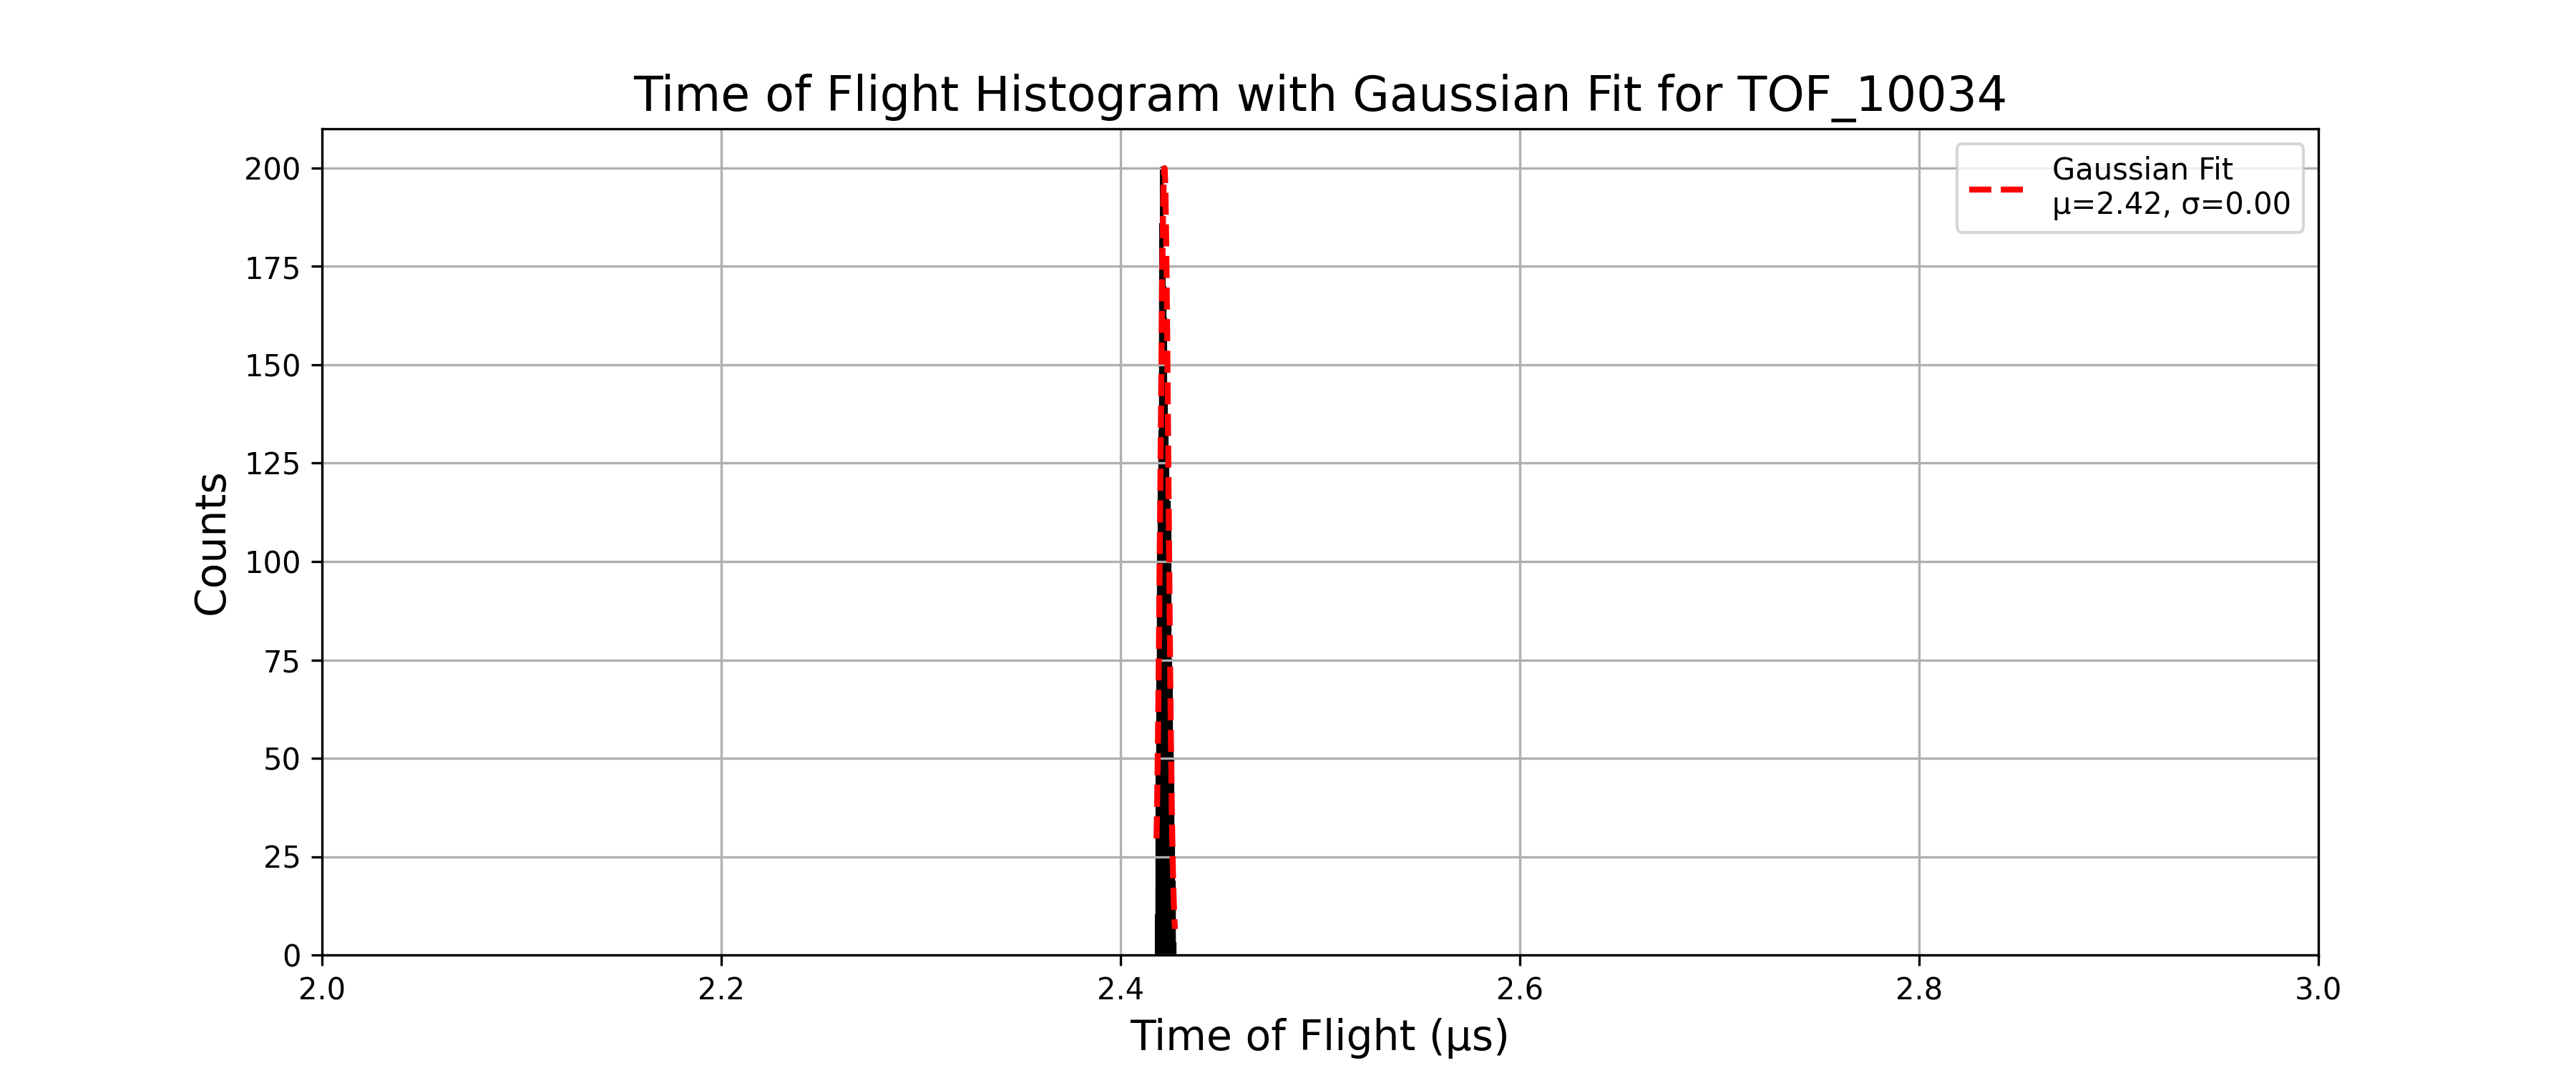 Time of Flight Histogram with Gaussian Fit for TOF_10034
Gaussian Fit
μ=2.42, σ=0.00
200
175
150
125
100
75
50
25
0
Counts
2.0 2.2 2.4 2.6 2.8 3.0
Time of Flight (μs)